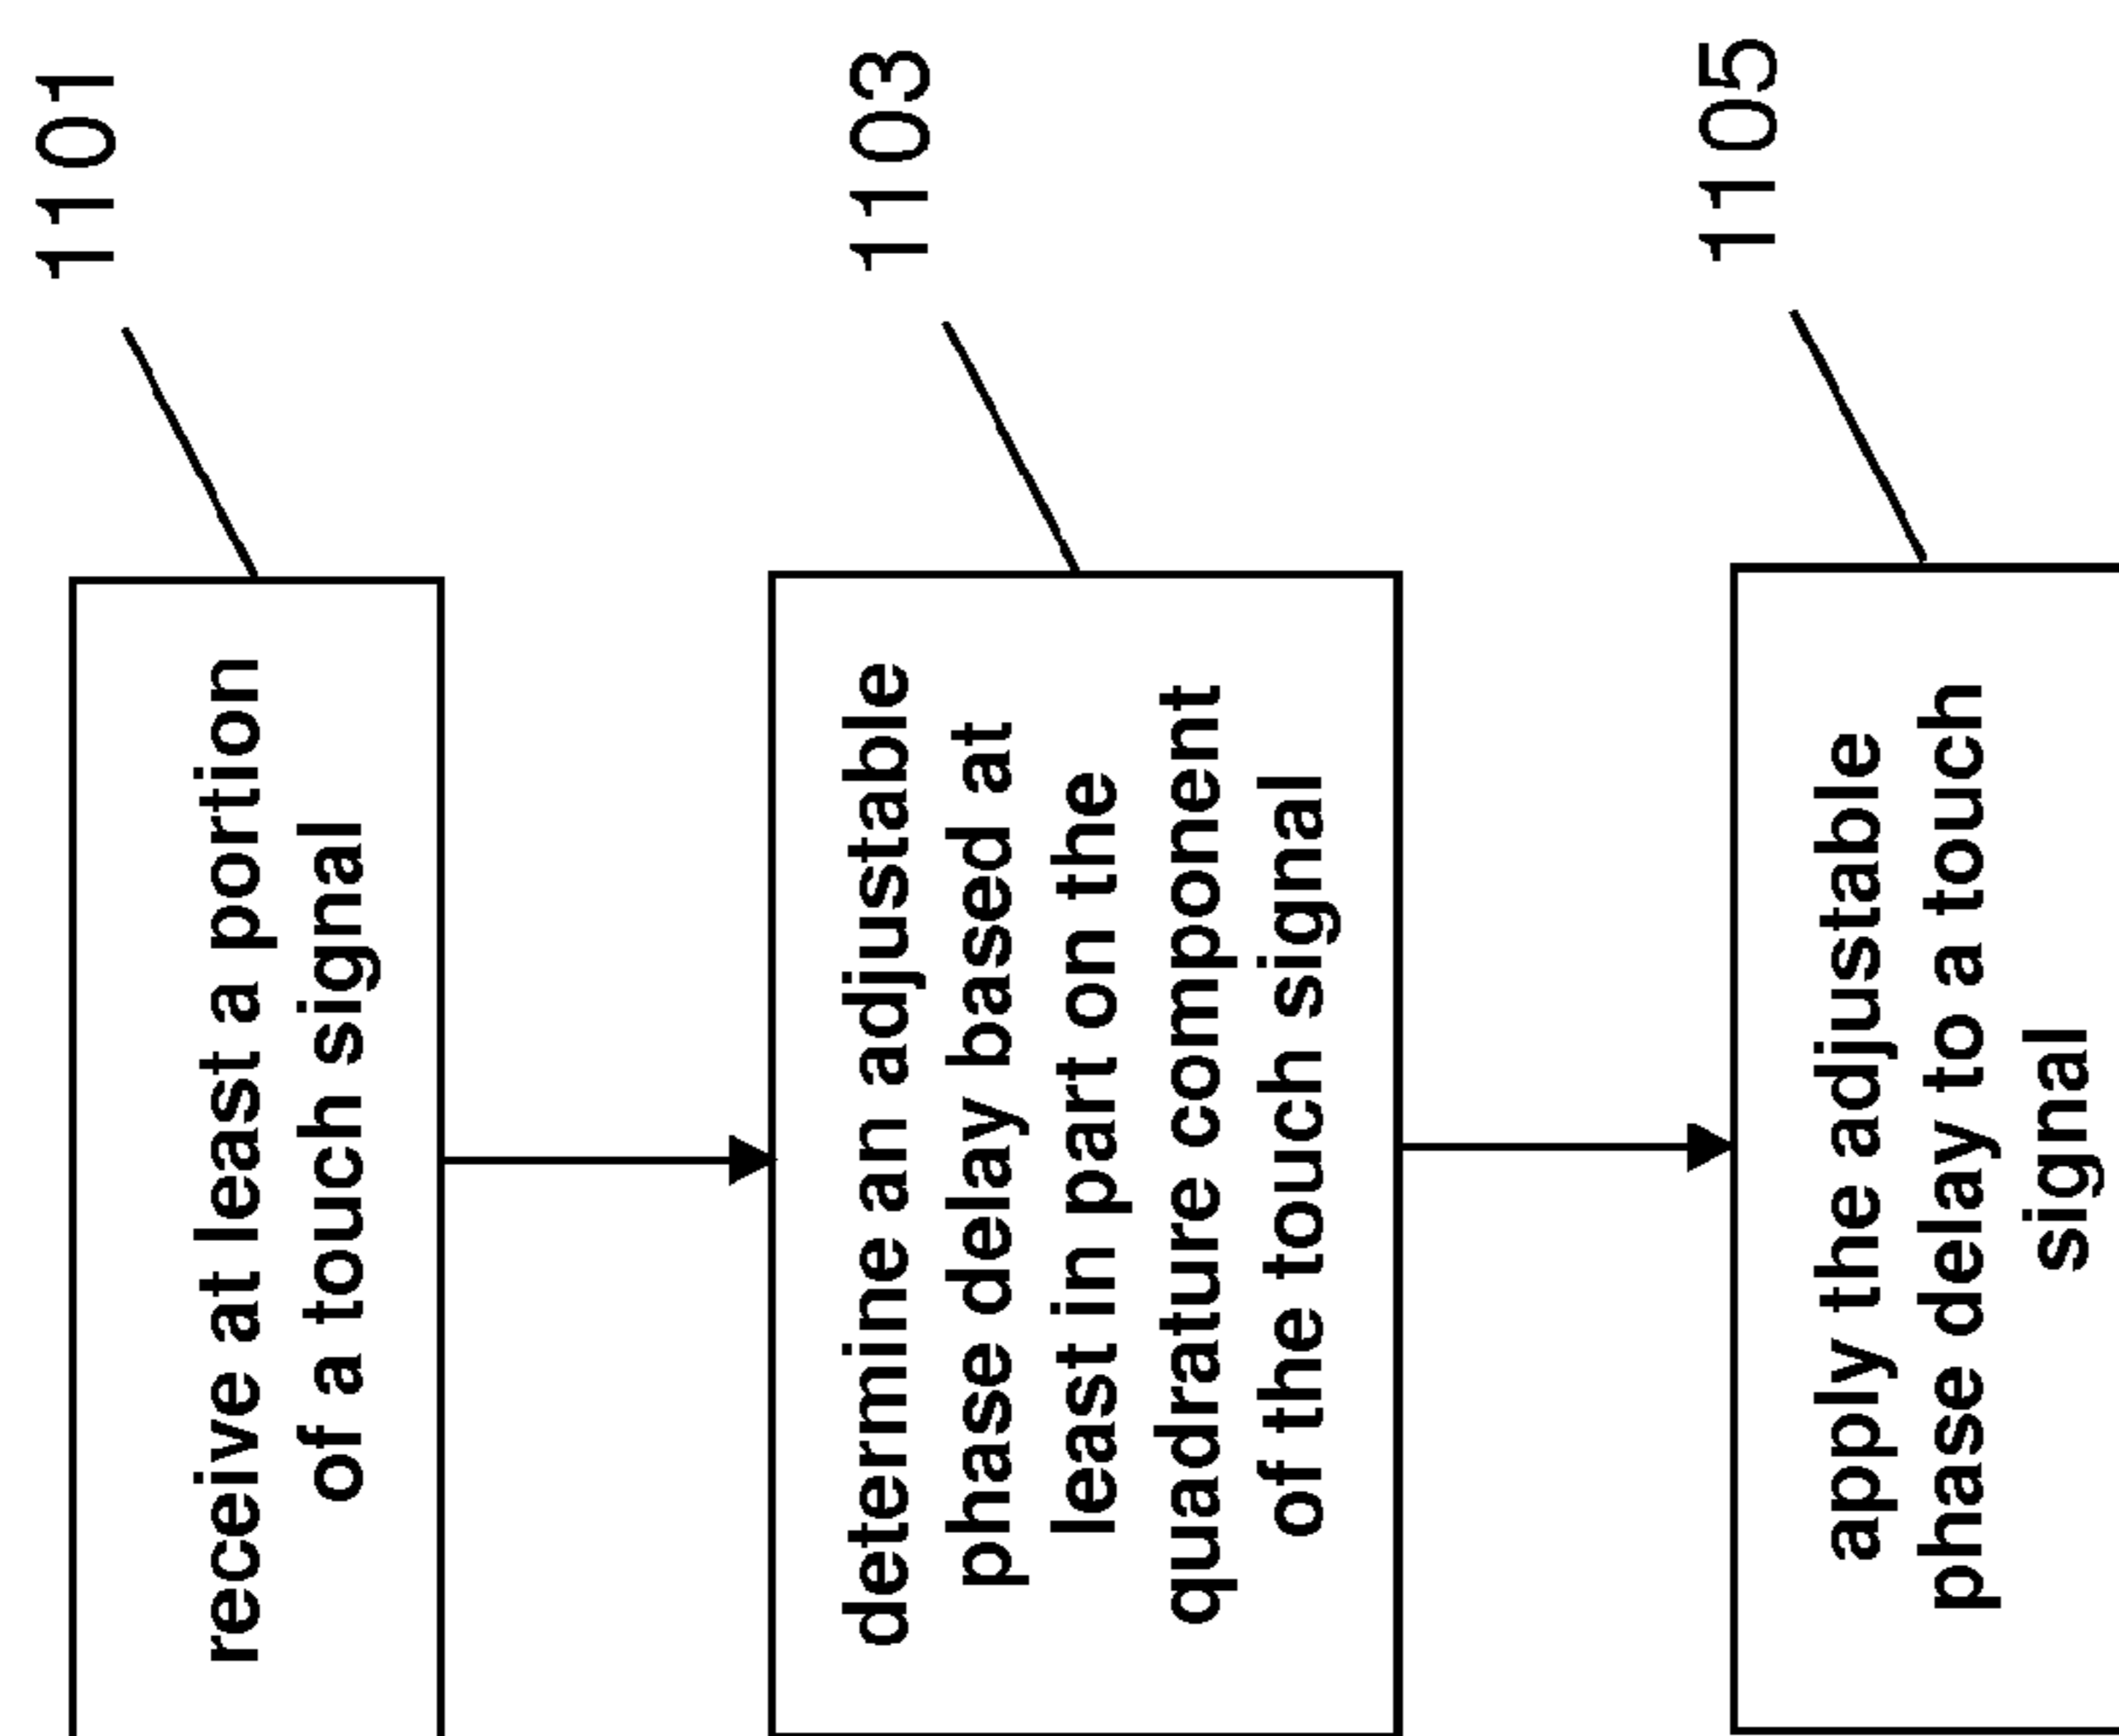 receive at least a portion
of a touch signal
1101
determine an adjustable
phase delay based at
least in part on the
quadrature component
of the touch signal
1103
apply the adjustable
phase delay to a touch
signal
1105